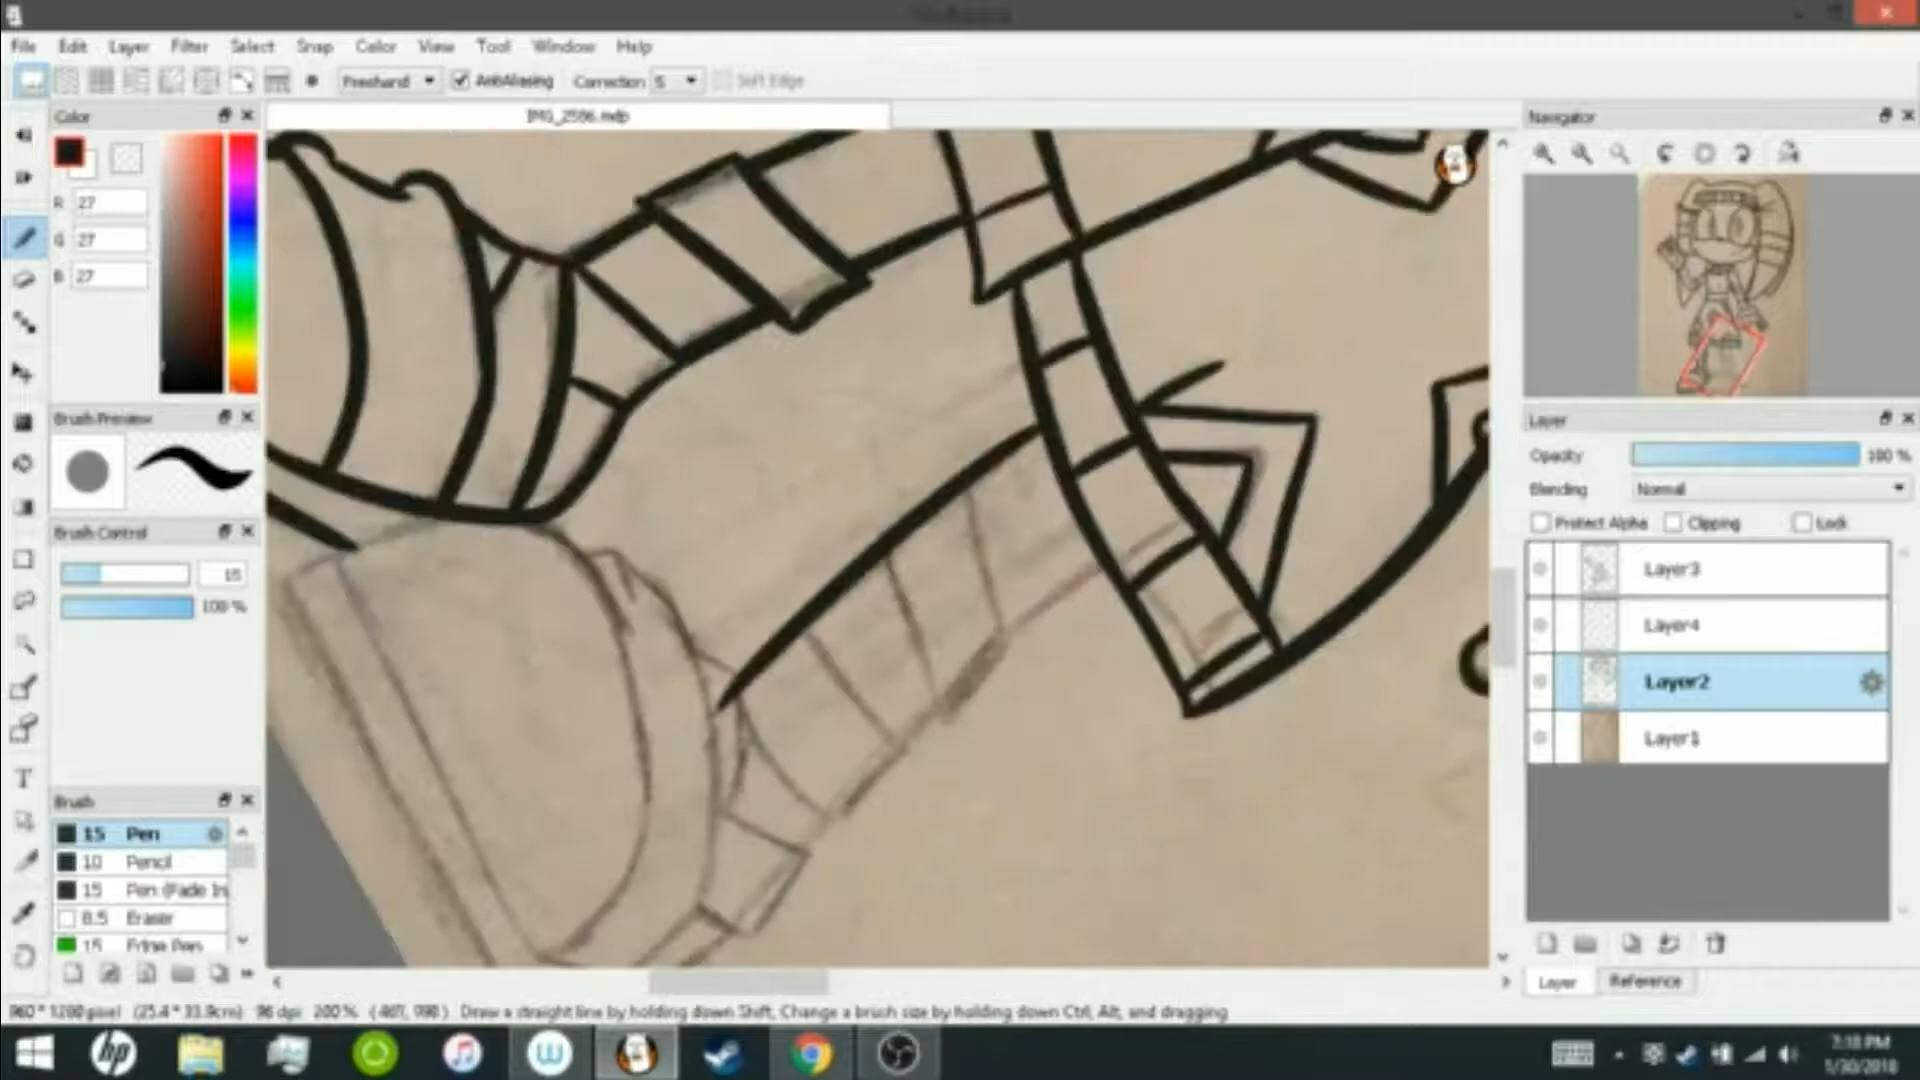 File Edit Layer Filter Select Snap Color View Tool Window Help
Freehand AntiAliasing Correction 5 Soft Edge
Color
IMG_2586.mdp
Navigator
R 27
G 27
B 27
Brush Preview
Layer
Opacity 100 %
Blending Normal
Protect Alpha Clipping Lock
Brush Control
15
100 %
Layer3
Layer4
Layer2
Layer1
T
Brush
15 Pen
10 Pencil
15 Pen (Fade In
8.5 Eraser
15 Edge Pen
Layer Reference
960 * 1280 pixel (25.4 * 33.9cm) 96 dpi 200 % Draw a straight line by holding down Shift, Change a brush size by holding down Ctrl, Alt, and dragging
hp
7:18 PM
1/30/2018